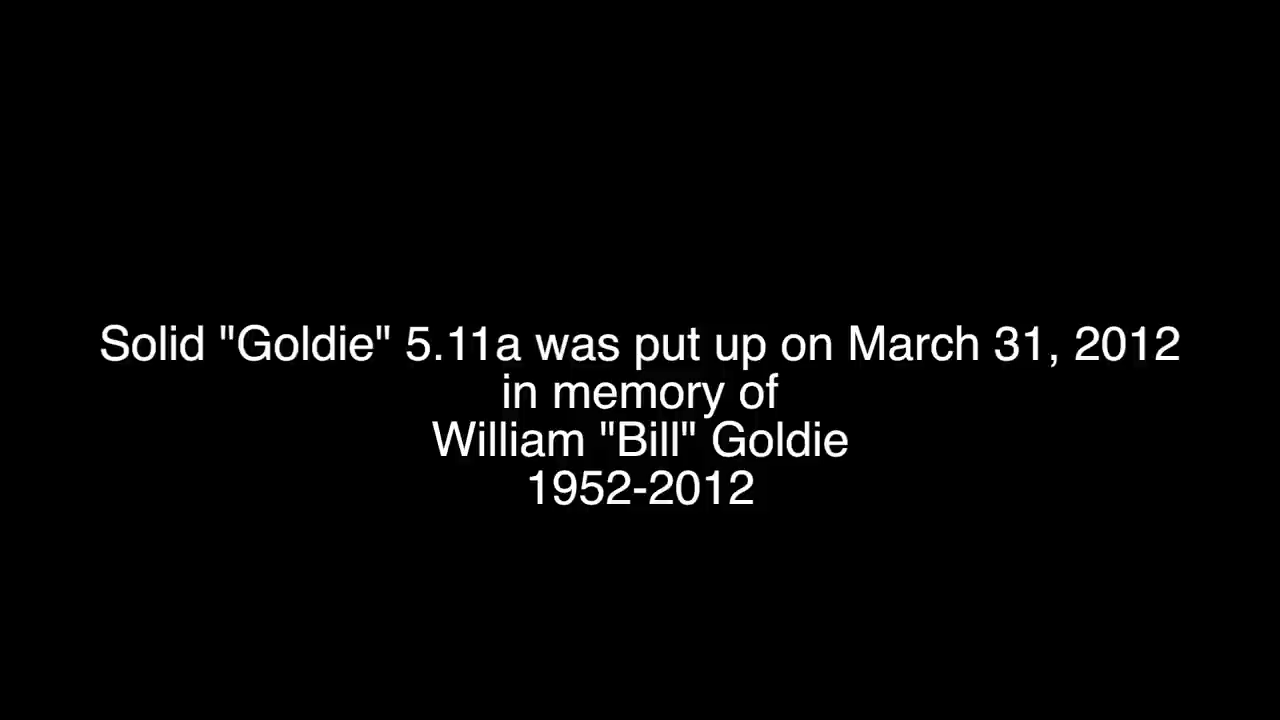 Solid "Goldie" 5.11a was put up on March 31, 2012
in memory of
William "Bill" Goldie
1952-2012